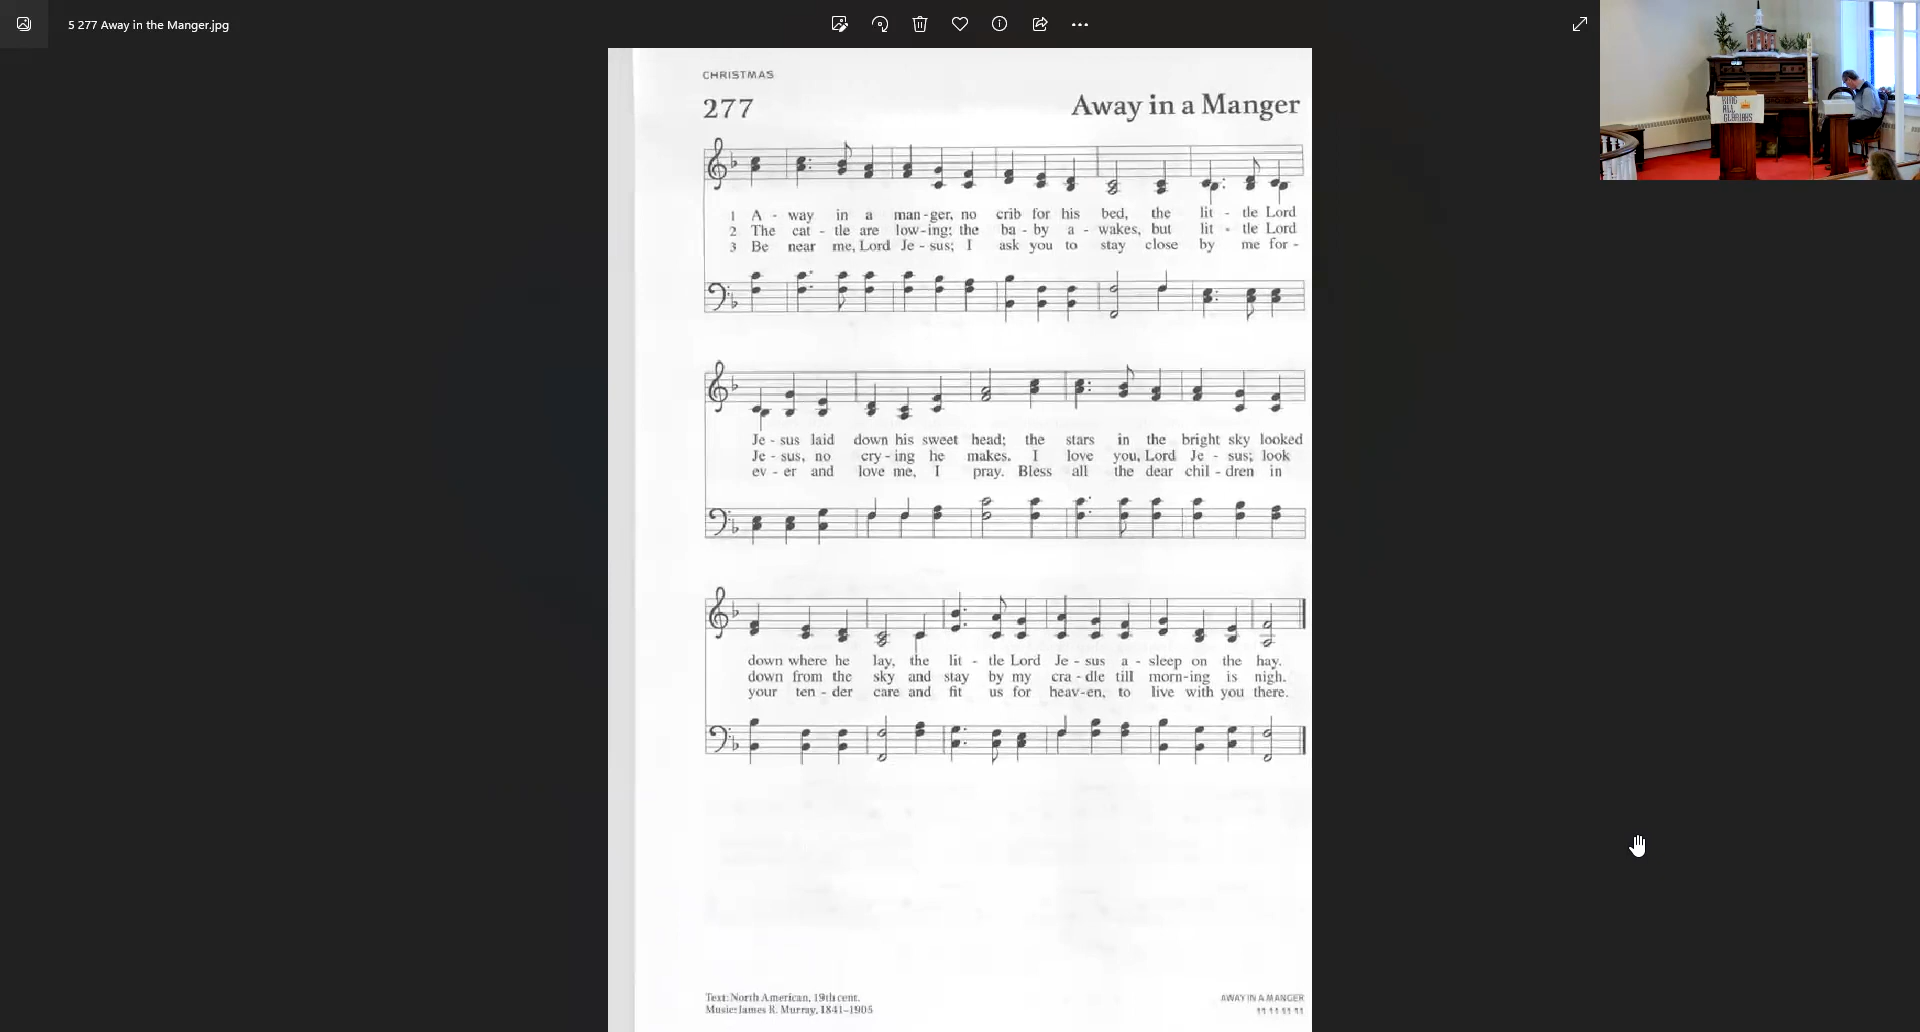 5 277 Away in the Manger.jpg
KING
ALL
GLORIOUS
CHRISTMAS
277
Away in a Manger
1 A - way in a man - ger, no crib for his bed, the lit - tle Lord
2 The cat - tle are low - ing; the ba - by a - wakes, but lit - tle Lord
3 Be near me, Lord Je - sus; I ask you to stay close by me for -
Je - sus laid down his sweet head; the stars in the bright sky looked
Je - sus, no cry - ing he makes. I love you, Lord Je - sus; look
ev - er and love me, I pray. Bless all the dear chil - dren in
down where he lay, the lit - tle Lord Je - sus a - sleep on the hay.
down from the sky and stay by my cra - dle till morn - ing is nigh.
your ten - der care and fit us for heav - en, to live with you there.
Text: North American, 19th cent.
Music: James R. Murray, 1841–1905
AWAY IN A MANGER
11 11 11 11